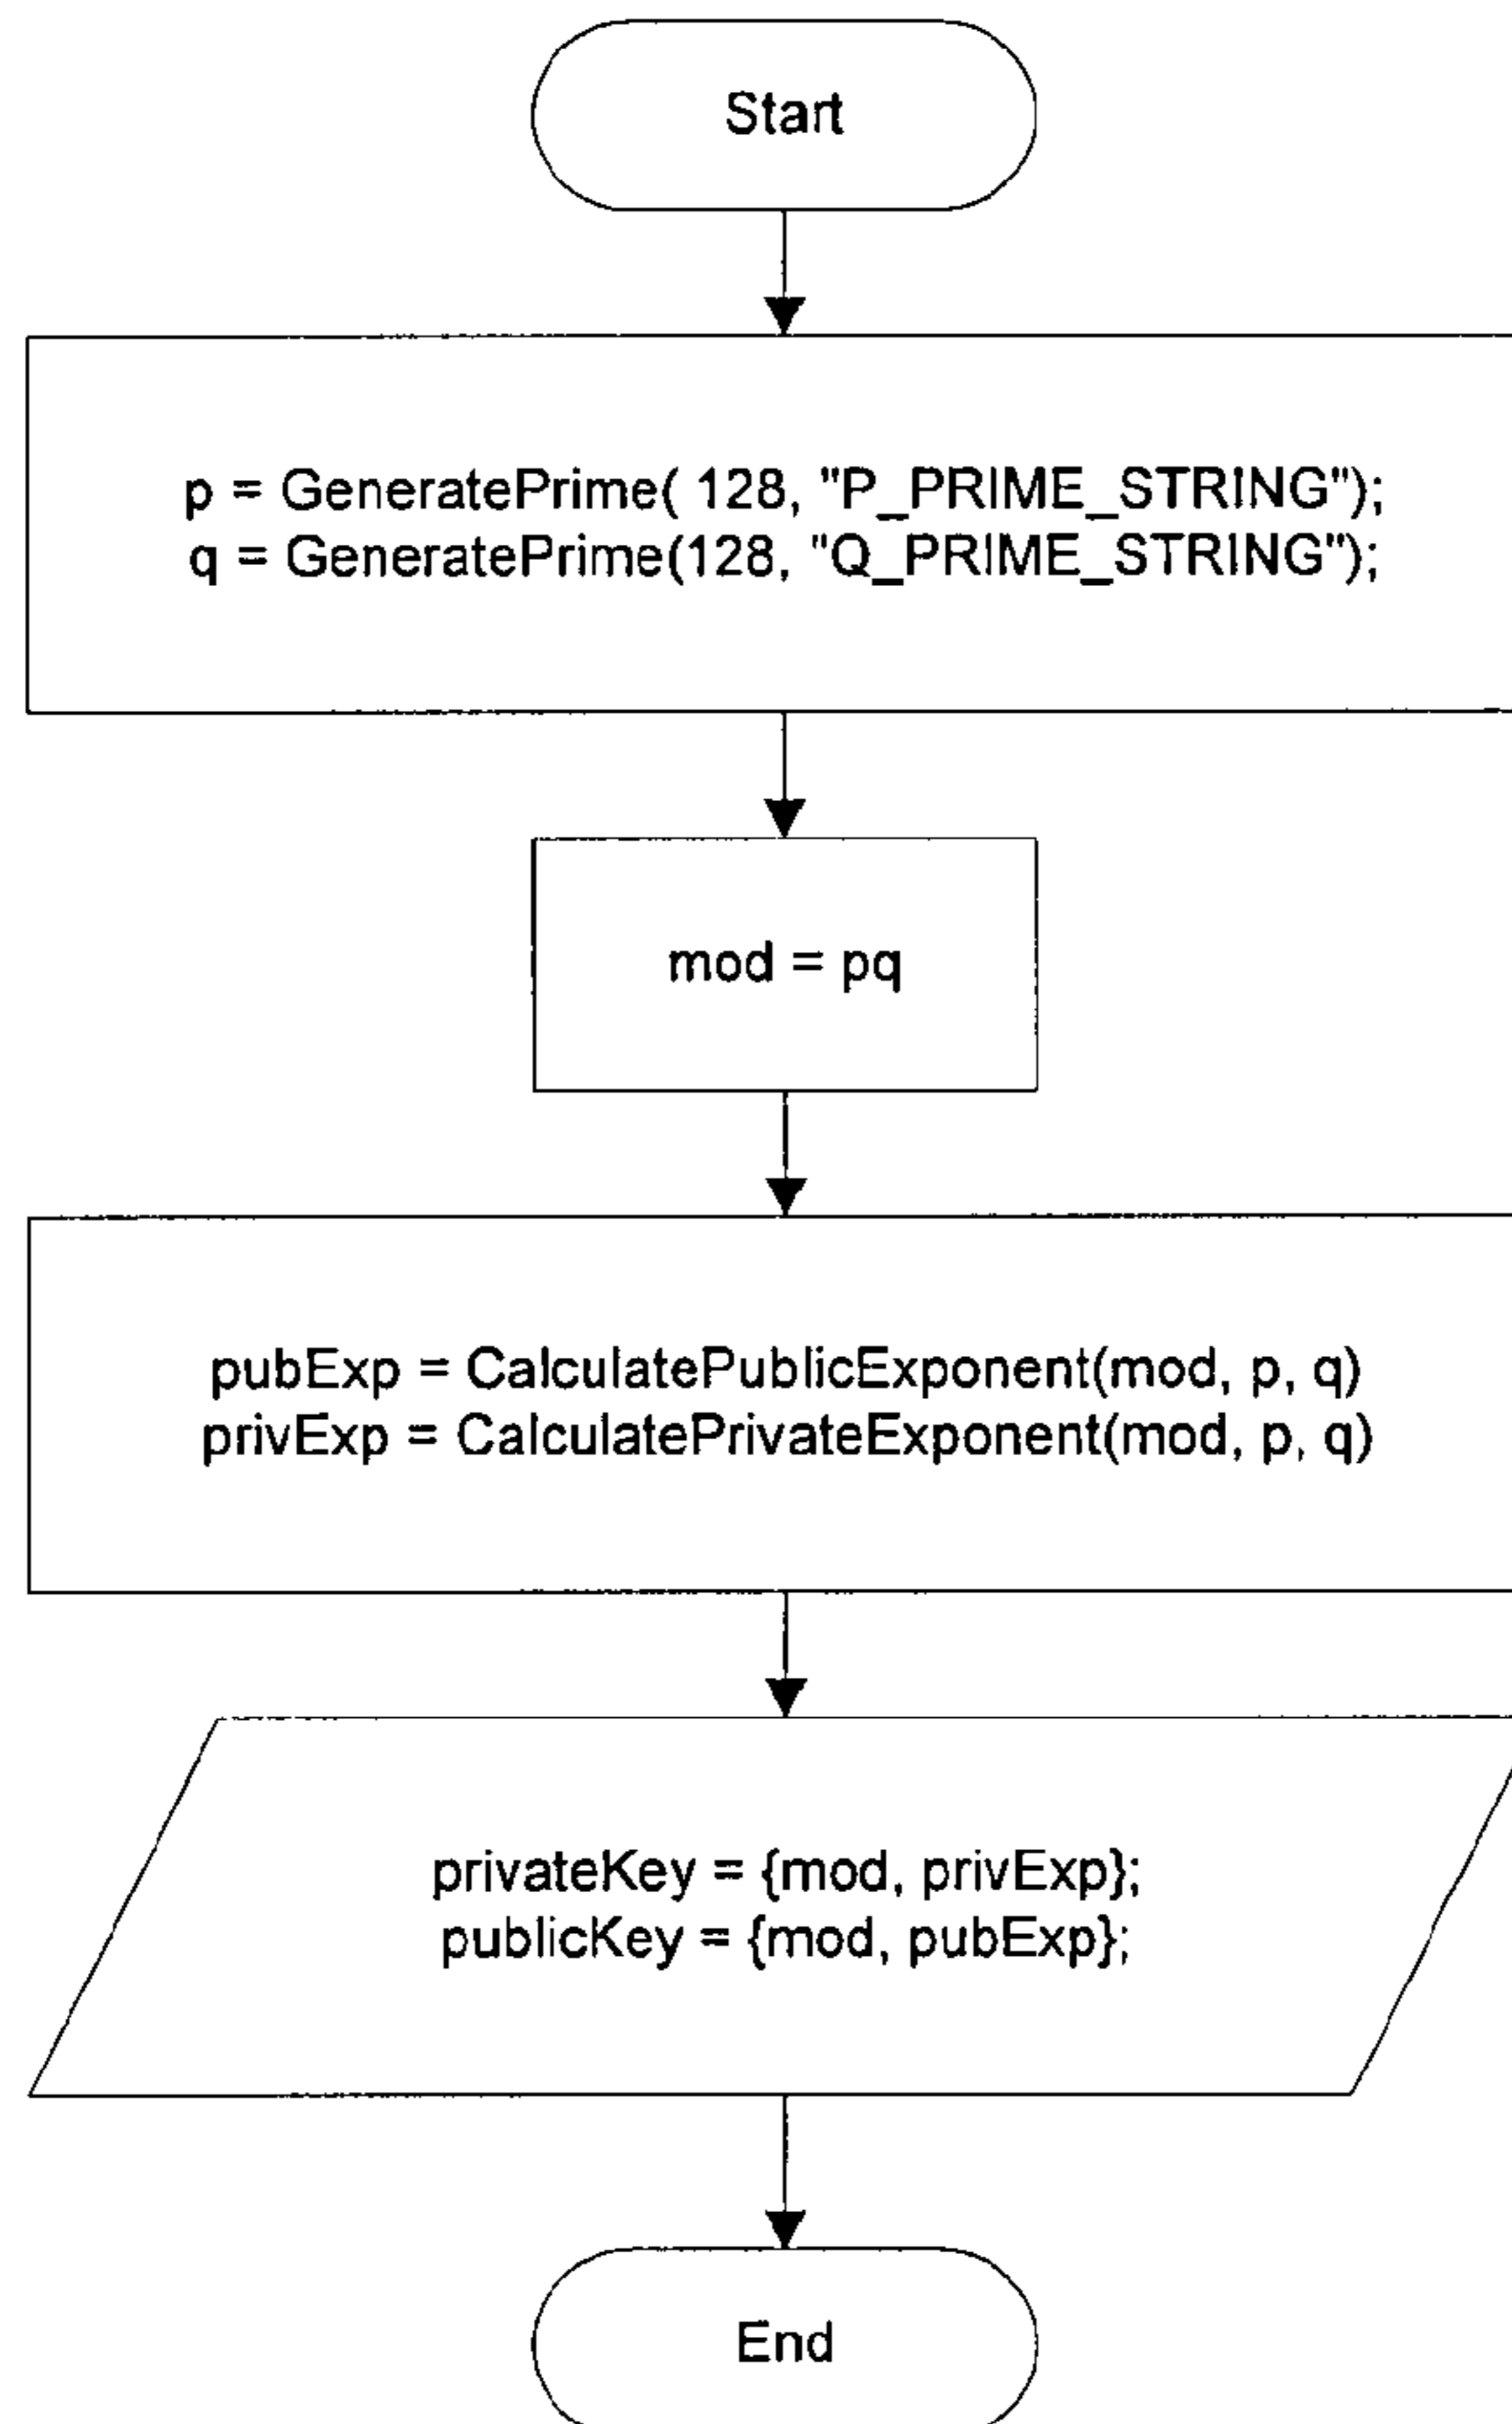 Start
p = GeneratePrime( 128, "P_PRIME_STRING");
q = GeneratePrime(128, "Q_PRIME_STRING");
mod = pq
pubExp = CalculatePublicExponent(mod, p, q)
privExp = CalculatePrivateExponent(mod, p, q)
privateKey = {mod, privExp};
publicKey = {mod, pubExp};
End